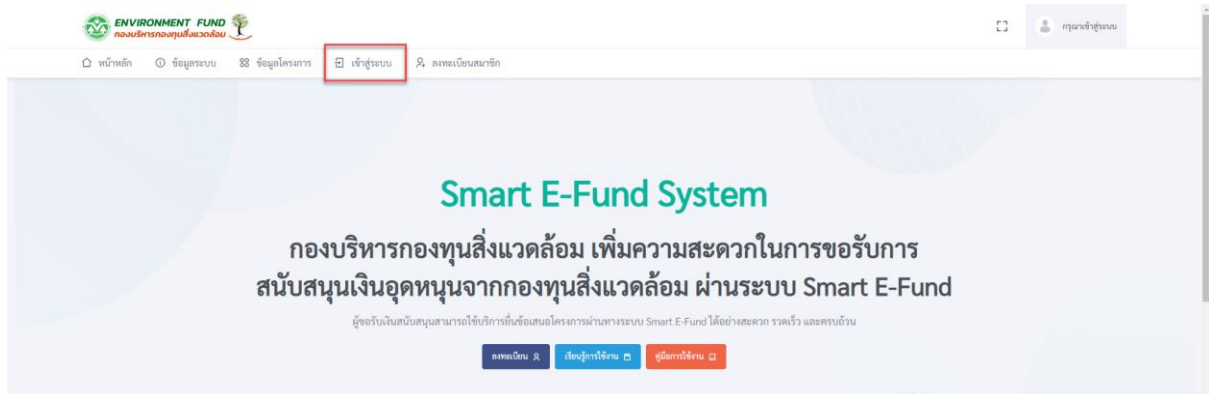 ENVIRONMENT FUND
กองบริหารกองทุนสิ่งแวดล้อม
กรุณาเข้าสู่ระบบ
หน้าหลัก ข้อมูลระบบ ข้อมูลโครงการ เข้าสู่ระบบ ลงทะเบียนสมาชิก
Smart E-Fund System
กองบริหารกองทุนสิ่งแวดล้อม เพิ่มความสะดวกในการขอรับการ
สนับสนุนเงินอุดหนุนจากกองทุนสิ่งแวดล้อม ผ่านระบบ Smart E-Fund
ผู้ขอรับเงินสนับสนุนสามารถใช้บริการยื่นข้อเสนอโครงการผ่านทางระบบ Smart E-Fund ได้อย่างสะดวก รวดเร็ว และครบถ้วน
ลงทะเบียน เรียนรู้การใช้งาน คู่มือการใช้งาน